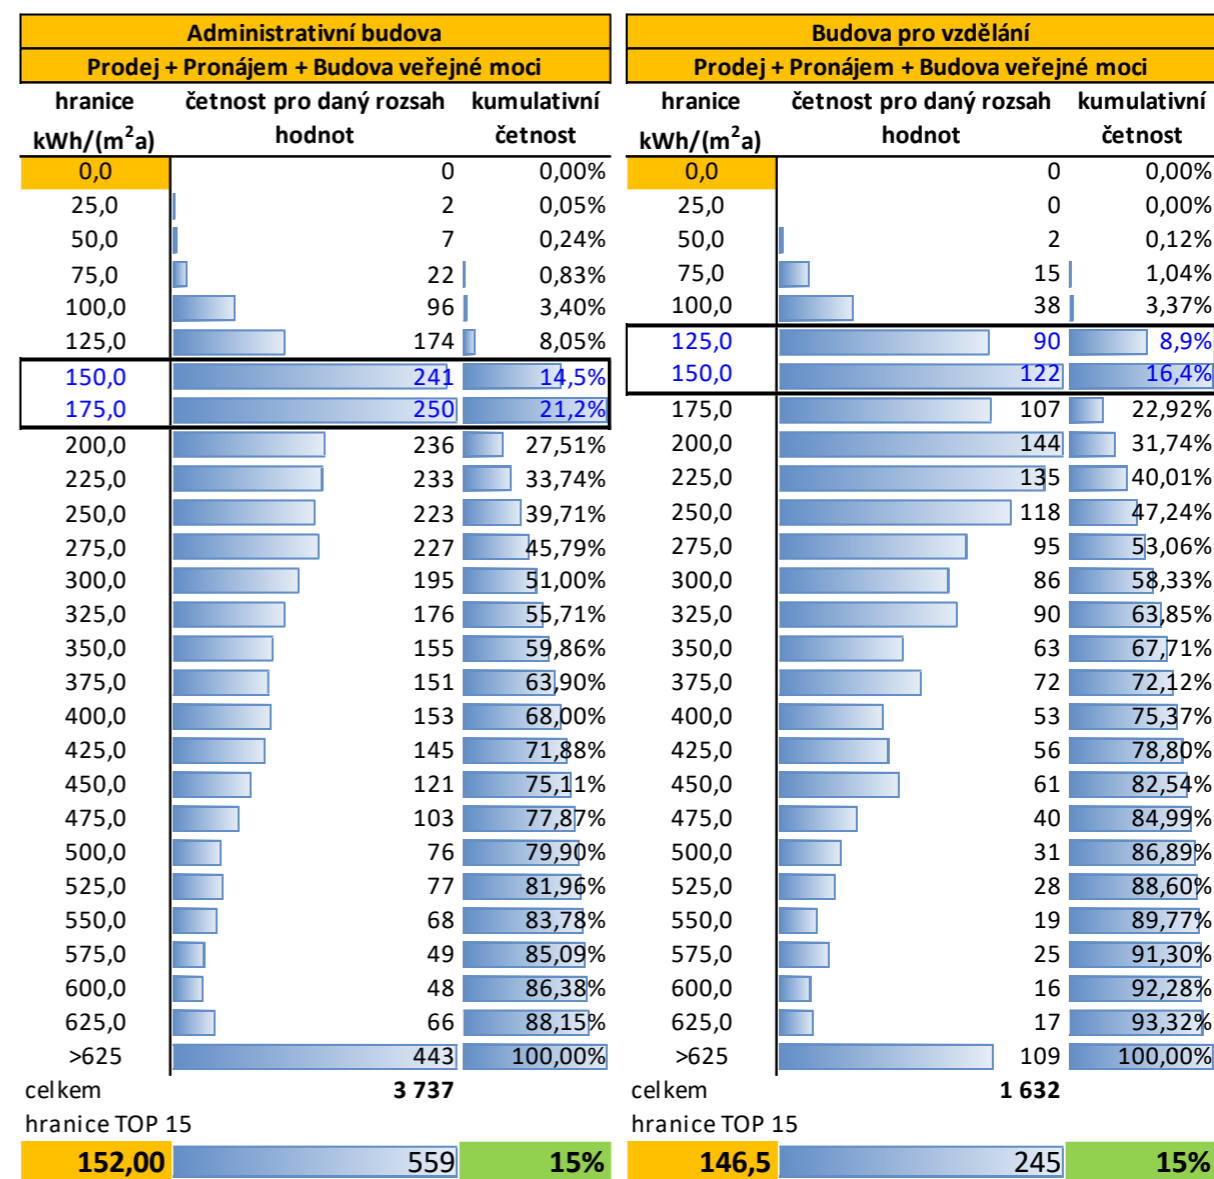 Administrativní budova
Prodej + Pronájem + Budova veřejné moci
hranice četnost pro daný rozsah kumulativní
kWh/(m²a) hodnot četnost
0,0 0 0,00%
25,0 2 0,05%
50,0 7 0,24%
75,0 22 0,83%
100,0 96 3,40%
125,0 174 8,05%
150,0 241 14,5%
175,0 250 21,2%
200,0 236 27,51%
225,0 233 33,74%
250,0 223 39,71%
275,0 227 45,79%
300,0 195 51,00%
325,0 176 55,71%
350,0 155 59,86%
375,0 151 63,90%
400,0 153 68,00%
425,0 145 71,88%
450,0 121 75,11%
475,0 103 77,87%
500,0 76 79,90%
525,0 77 81,96%
550,0 68 83,78%
575,0 49 85,09%
600,0 48 86,38%
625,0 66 88,15%
>625 443 100,00%
celkem 3 737
hranice TOP 15
152,00 559 15%
Budova pro vzdělání
Prodej + Pronájem + Budova veřejné moci
hranice četnost pro daný rozsah kumulativní
kWh/(m²a) hodnot četnost
0,0 0 0,00%
25,0 0 0,00%
50,0 2 0,12%
75,0 15 1,04%
100,0 38 3,37%
125,0 90 8,9%
150,0 122 16,4%
175,0 107 22,92%
200,0 144 31,74%
225,0 135 40,01%
250,0 118 47,24%
275,0 95 53,06%
300,0 86 58,33%
325,0 90 63,85%
350,0 63 67,71%
375,0 72 72,12%
400,0 53 75,37%
425,0 56 78,80%
450,0 61 82,54%
475,0 40 84,99%
500,0 31 86,89%
525,0 28 88,60%
550,0 19 89,77%
575,0 25 91,30%
600,0 16 92,28%
625,0 17 93,32%
>625 109 100,00%
celkem 1 632
hranice TOP 15
146,5 245 15%